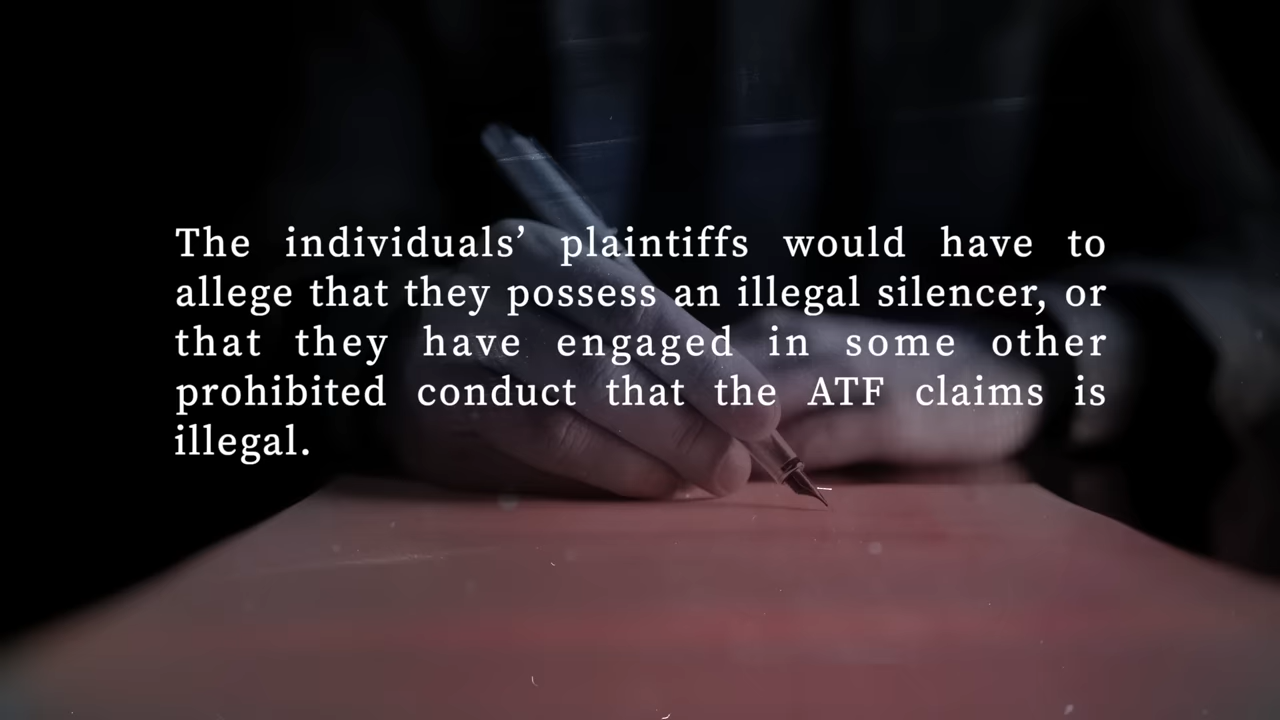 The individuals’ plaintiffs would have to
allege that they possess an illegal silencer, or
that they have engaged in some other
prohibited conduct that the ATF claims is
illegal.